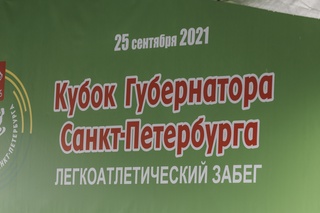 25 сентября 2021
Кубок Губернатора
Санкт-Петербурга
ЛЕГКОАТЛЕТИЧЕСКИЙ ЗАБЕГ